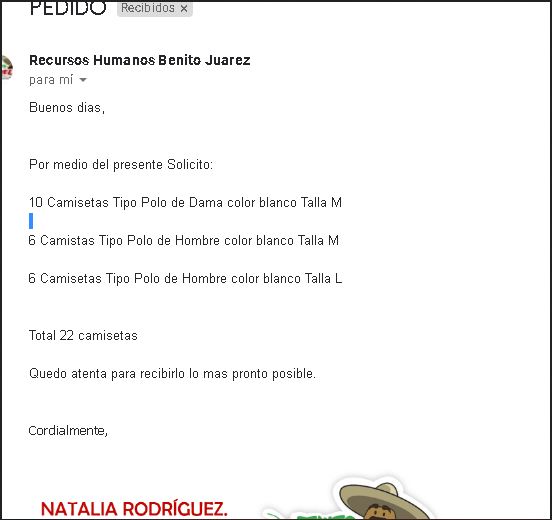 PEDIDO Recibidos x
Recursos Humanos Benito Juarez
para mí
Buenos dias,
Por medio del presente Solicito:
10 Camisetas Tipo Polo de Dama color blanco Talla M
6 Camistas Tipo Polo de Hombre color blanco Talla M
6 Camisetas Tipo Polo de Hombre color blanco Talla L
Total 22 camisetas
Quedo atenta para recibirlo lo mas pronto posible.
Cordialmente,
NATALIA RODRÍGUEZ.